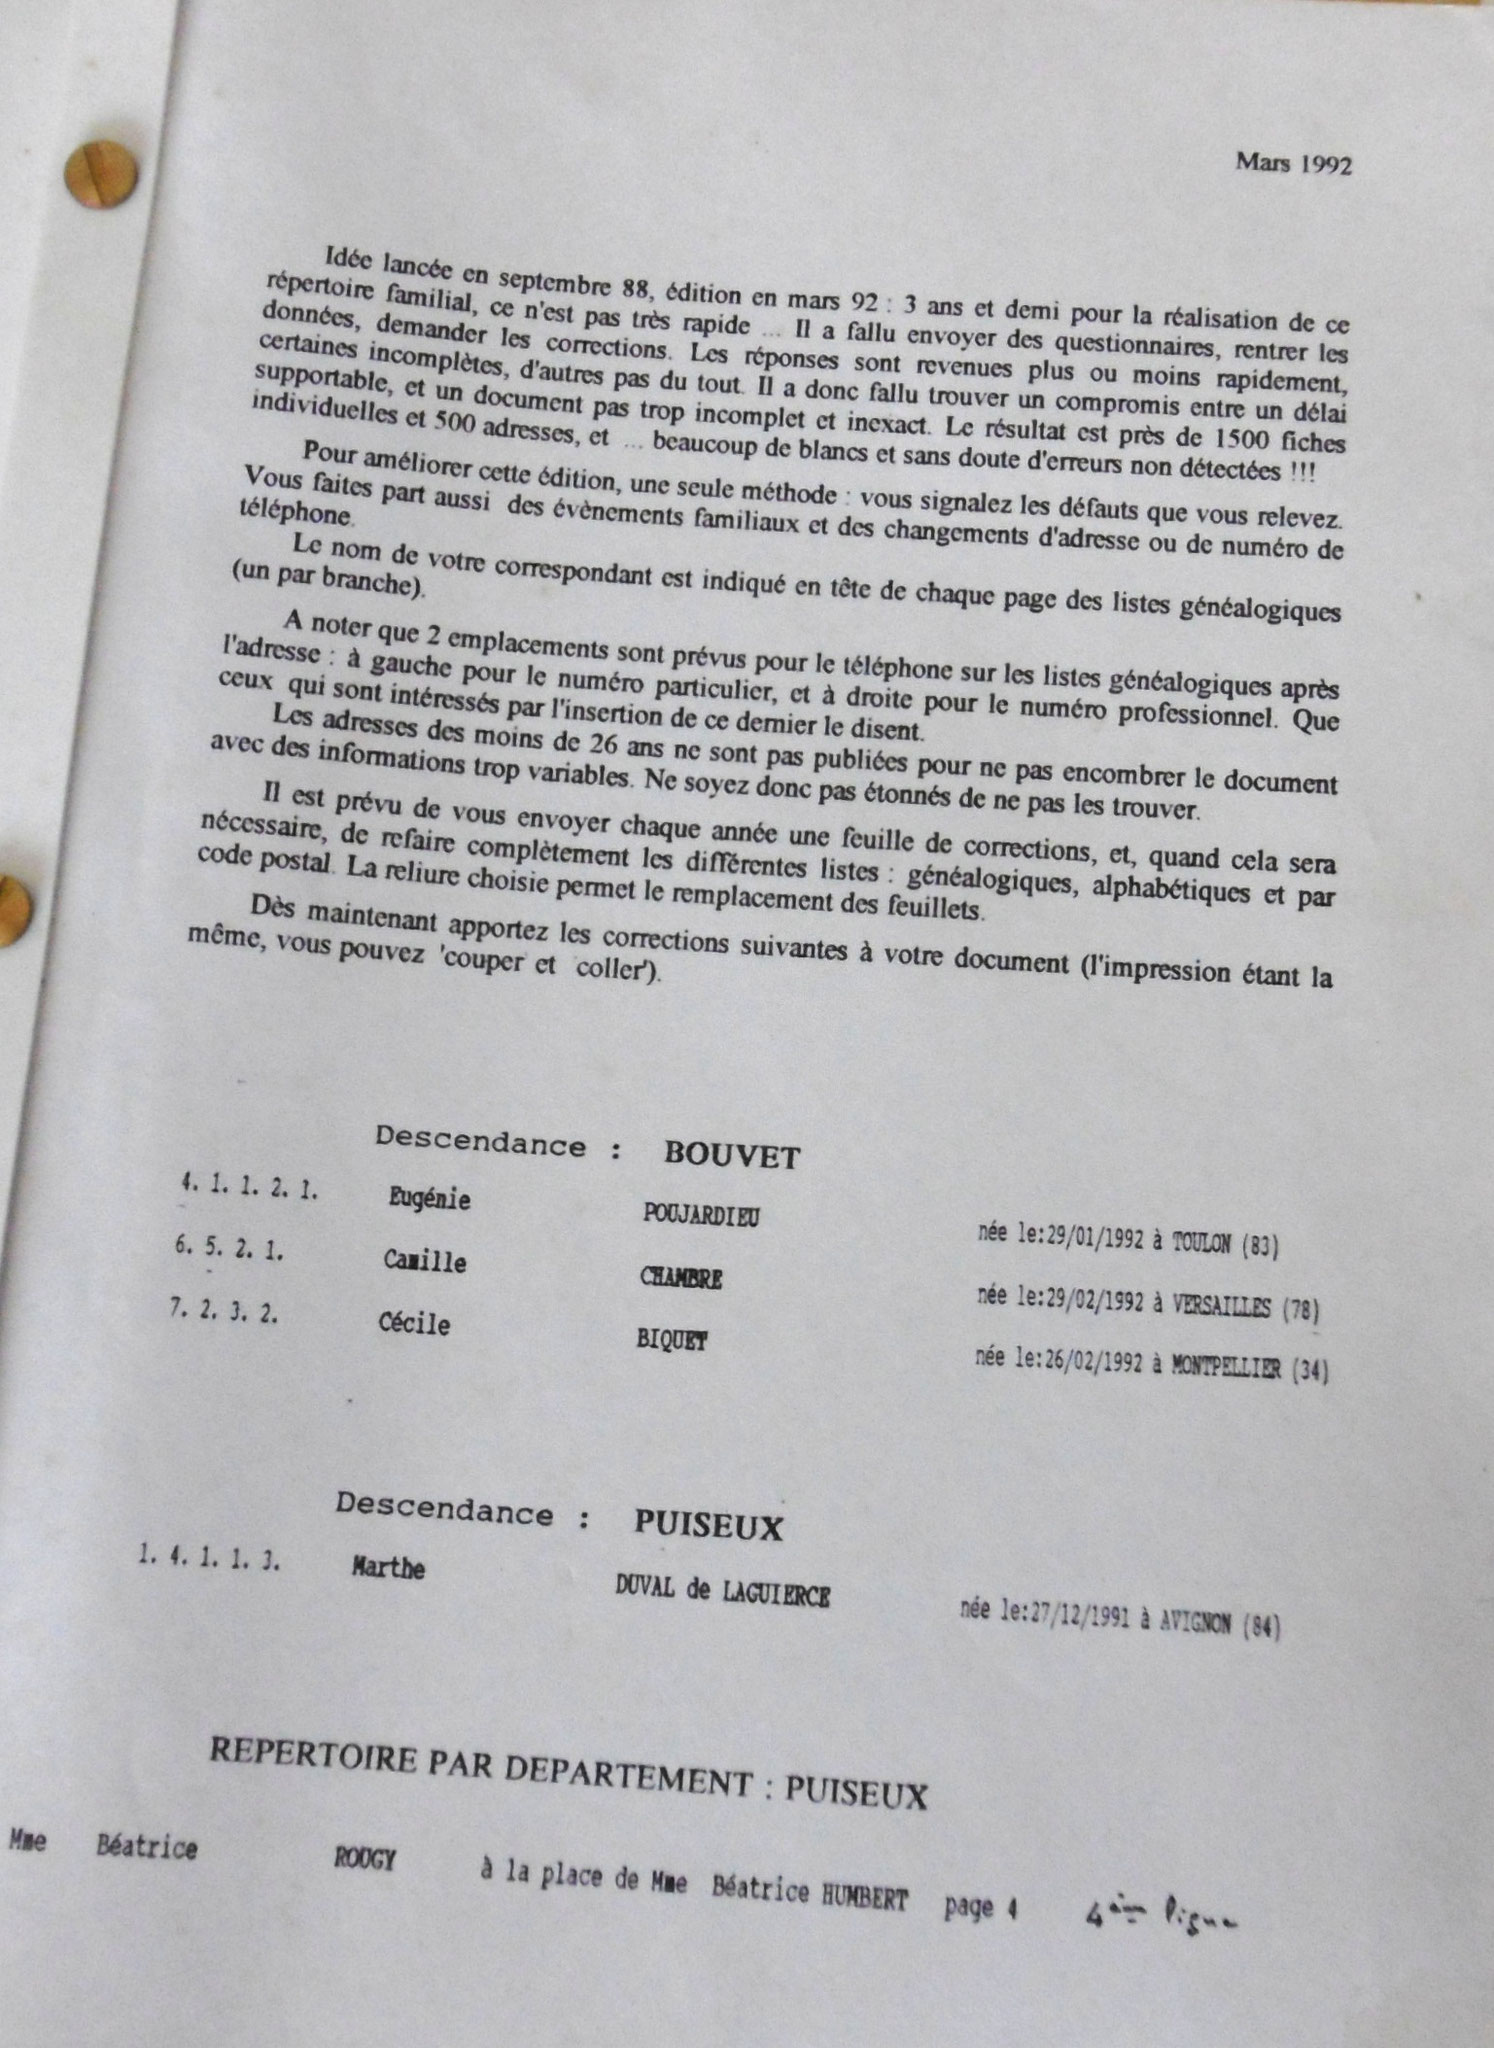 Mars 1992
Idée lancée en septembre 88, édition en mars 92 : 3 ans et demi pour la réalisation de ce
répertoire familial, ce n'est pas très rapide ... Il a fallu envoyer des questionnaires, rentrer les
données, demander les corrections. Les réponses sont revenues plus ou moins rapidement,
certaines incomplètes, d'autres pas du tout. Il a donc fallu trouver un compromis entre un délai
supportable, et un document pas trop incomplet et inexact. Le résultat est près de 1500 fiches
individuelles et 500 adresses, et ... beaucoup de blancs et sans doute d'erreurs non détectées !!!
Pour améliorer cette édition, une seule méthode : vous signalez les défauts que vous relevez.
Vous faites part aussi des évènements familiaux et des changements d'adresse ou de numéro de
téléphone.
Le nom de votre correspondant est indiqué en tête de chaque page des listes généalogiques
(un par branche).
A noter que 2 emplacements sont prévus pour le téléphone sur les listes généalogiques après
l'adresse : à gauche pour le numéro particulier, et à droite pour le numéro professionnel. Que
ceux qui sont intéressés par l'insertion de ce dernier le disent.
Les adresses des moins de 26 ans ne sont pas publiées pour ne pas encombrer le document
avec des informations trop variables. Ne soyez donc pas étonnés de ne pas les trouver.
Il est prévu de vous envoyer chaque année une feuille de corrections, et, quand cela sera
nécessaire, de refaire complètement les différentes listes : généalogiques, alphabétiques et par
code postal. La reliure choisie permet le remplacement des feuillets.
Dès maintenant apportez les corrections suivantes à votre document (l'impression étant la
même, vous pouvez 'couper et coller').
Descendance : BOUVET
4. 1. 1. 2. 1. Eugénie POUJARDIEU née le:29/01/1992 à TOULON (83)
6. 5. 2. 1. Camille CHAMBRE née le:29/02/1992 à VERSAILLES (78)
7. 2. 3. 2. Cécile BIQUET née le:26/02/1992 à MONTPELLIER (34)
Descendance : PUISEUX
1. 4. 1. 1. 3. Marthe DUVAL de LAGUIERCE née le:27/12/1991 à AVIGNON (84)
REPERTOIRE PAR DEPARTEMENT : PUISEUX
Mme Béatrice ROUGY à la place de Mme Béatrice HUMBERT page 4 4ème ligne